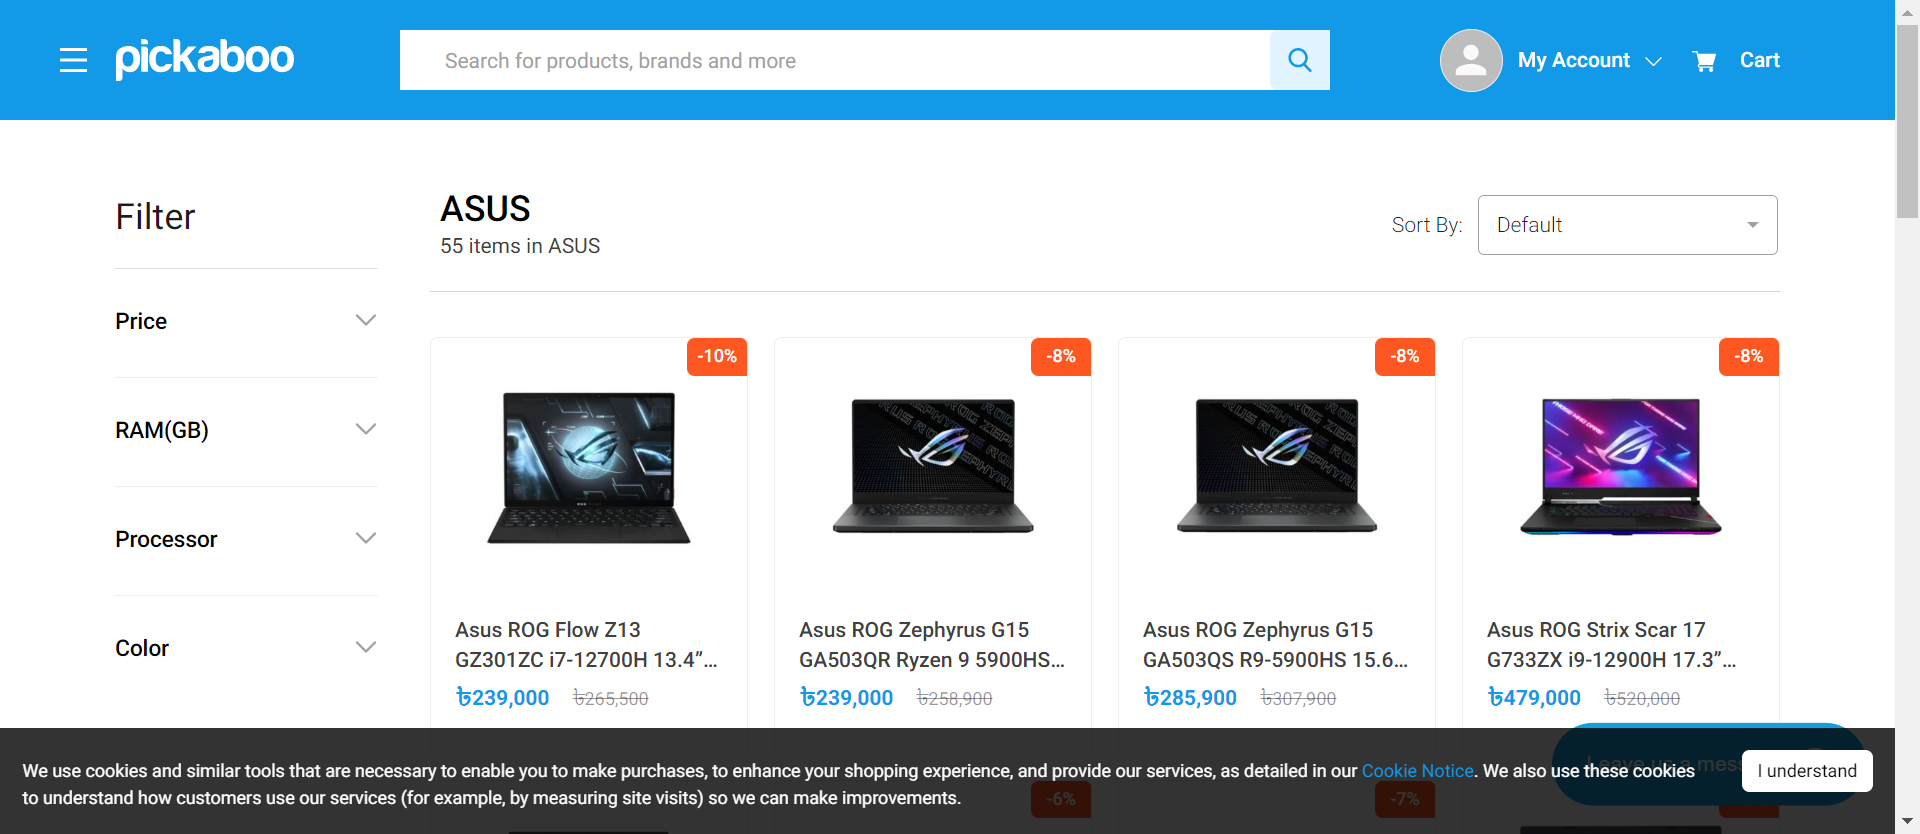 pickaboo
Search for products, brands and more
My Account
Cart
Filter
ASUS
55 items in ASUS
Sort By:
Default
Price
RAM(GB)
Processor
Color
-10%
-8%
-8%
-8%
Asus ROG Flow Z13
GZ301ZC i7-12700H 13.4”...
৳239,000 ৳265,500
Asus ROG Zephyrus G15
GA503QR Ryzen 9 5900HS...
৳239,000 ৳258,900
Asus ROG Zephyrus G15
GA503QS R9-5900HS 15.6...
৳285,900 ৳307,900
Asus ROG Strix Scar 17
G733ZX i9-12900H 17.3”...
৳479,000 ৳520,000
We use cookies and similar tools that are necessary to enable you to make purchases, to enhance your shopping experience, and provide our services, as detailed in our Cookie Notice. We also use these cookies
to understand how customers use our services (for example, by measuring site visits) so we can make improvements.
I understand
-6%
-7%